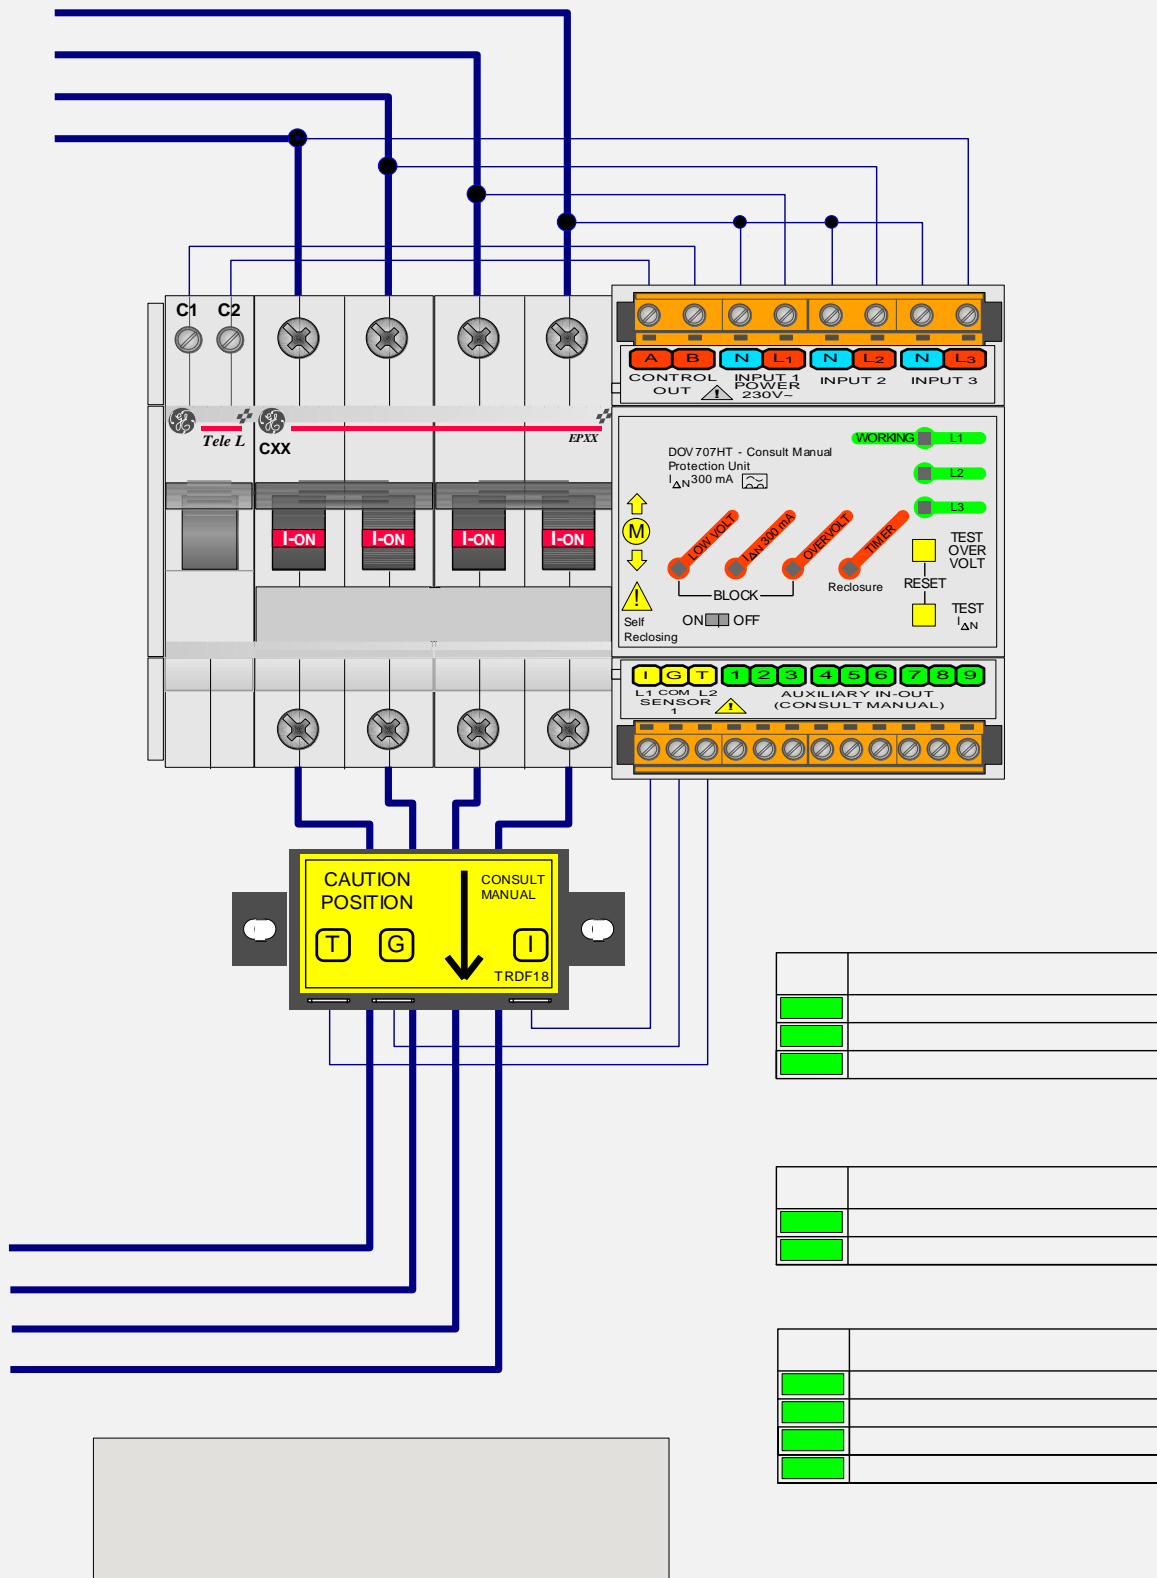 C1 C2
Tele L
CXX
EPXX
I-ON I-ON I-ON I-ON
A B N L1 N L2 N L3
CONTROL OUT
INPUT 1
POWER
230V~
INPUT 2
INPUT 3
DOV 707HT - Consult Manual
Protection Unit
I△N 300 mA
WORKING L1
L2
L3
M
LOW VOLT
I△N 300 mA
OVERVOLT
TIMER
TEST
OVER
VOLT
RESET
TEST
I△N
BLOCK
Reclosure
ON OFF
Self
Reclosing
I G T 1 2 3 4 5 6 7 8 9
L1 COM L2
SENSOR
1
AUXILIARY IN-OUT
(CONSULT MANUAL)
CAUTION
POSITION
CONSULT
MANUAL
T G I
TRDF18